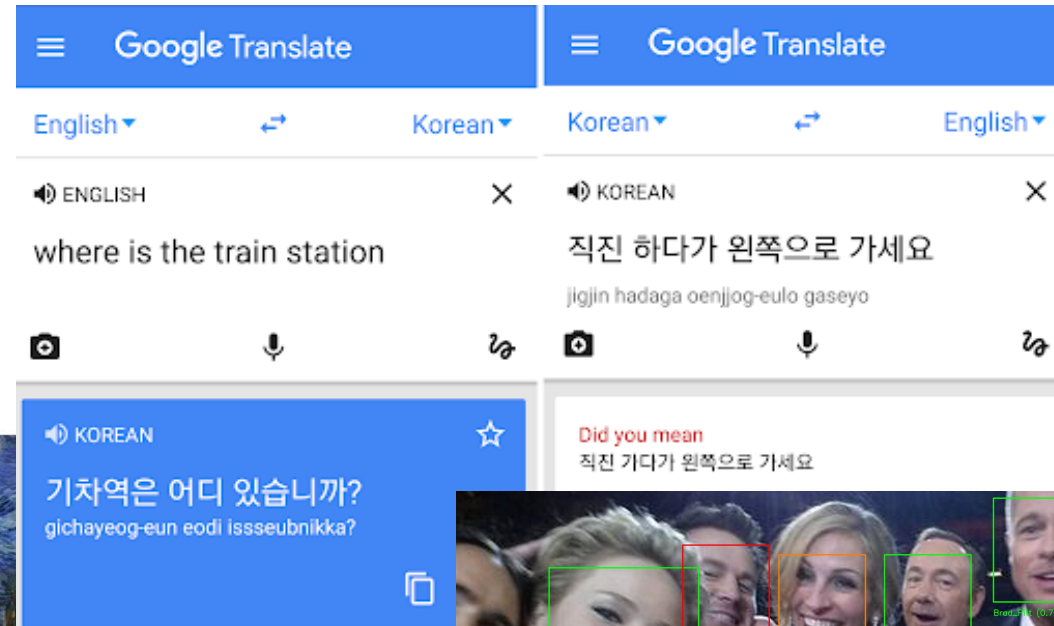 Google Translate
English
Korean
ENGLISH
where is the train station
KOREAN
기차역은 어디 있습니까?
gichayeog-eun eodi issseubnikka?
Google Translate
Korean
English
KOREAN
직진 하다가 왼쪽으로 가세요
jigjin hadaga oenjjog-eulo gaseyo
Did you mean
직진 가다가 왼쪽으로 가세요